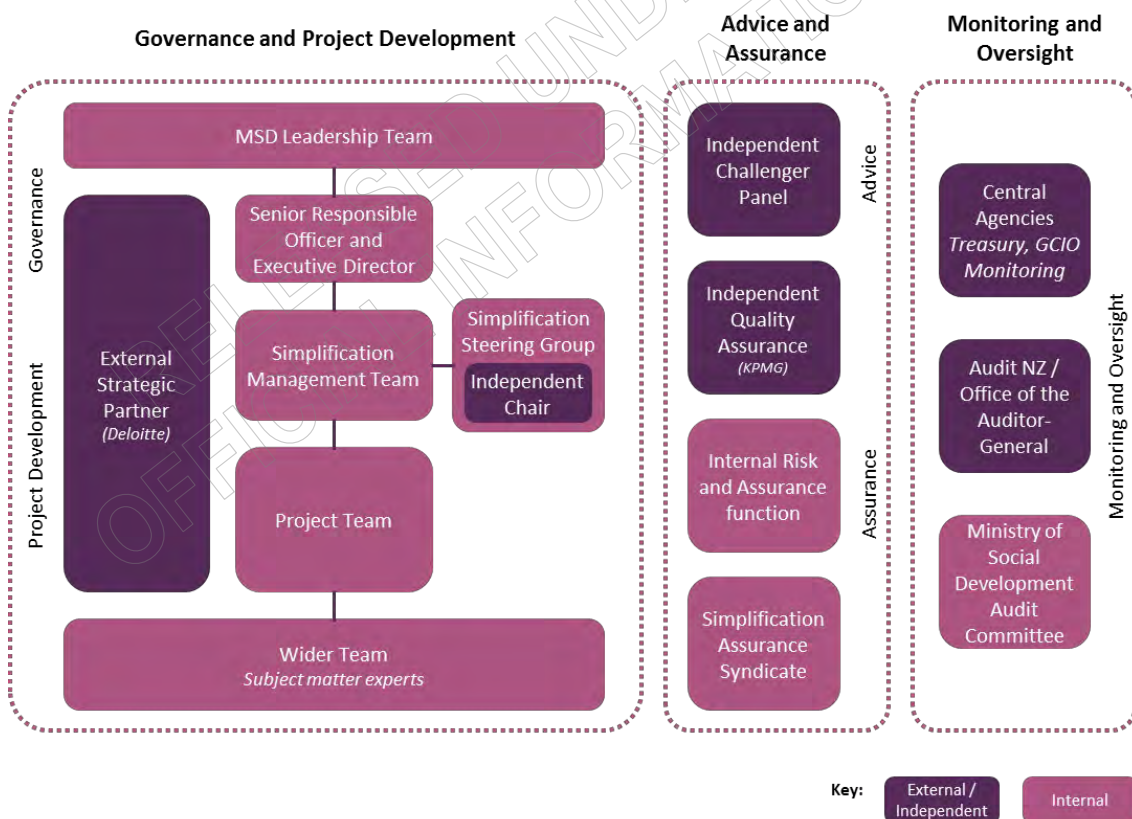 Governance and Project Development
Advice and
Assurance
Monitoring and
Oversight
Governance
Project Development
MSD Leadership Team
Senior Responsible
Officer and
Executive Director
External
Strategic
Partner
(Deloitte)
Simplification
Management Team
Simplification
Steering Group
Independent
Chair
Project Team
Wider Team
Subject matter experts
Independent
Challenger
Panel
Advice
Independent
Quality
Assurance
(KPMG)
Internal Risk
and Assurance
function
Assurance
Simplification
Assurance
Syndicate
Central
Agencies
Treasury, GCIO
Monitoring
Audit NZ /
Office of the
Auditor-
General
Ministry of
Social
Development
Audit
Committee
Monitoring and Oversight
Key:
External /
Independent
Internal